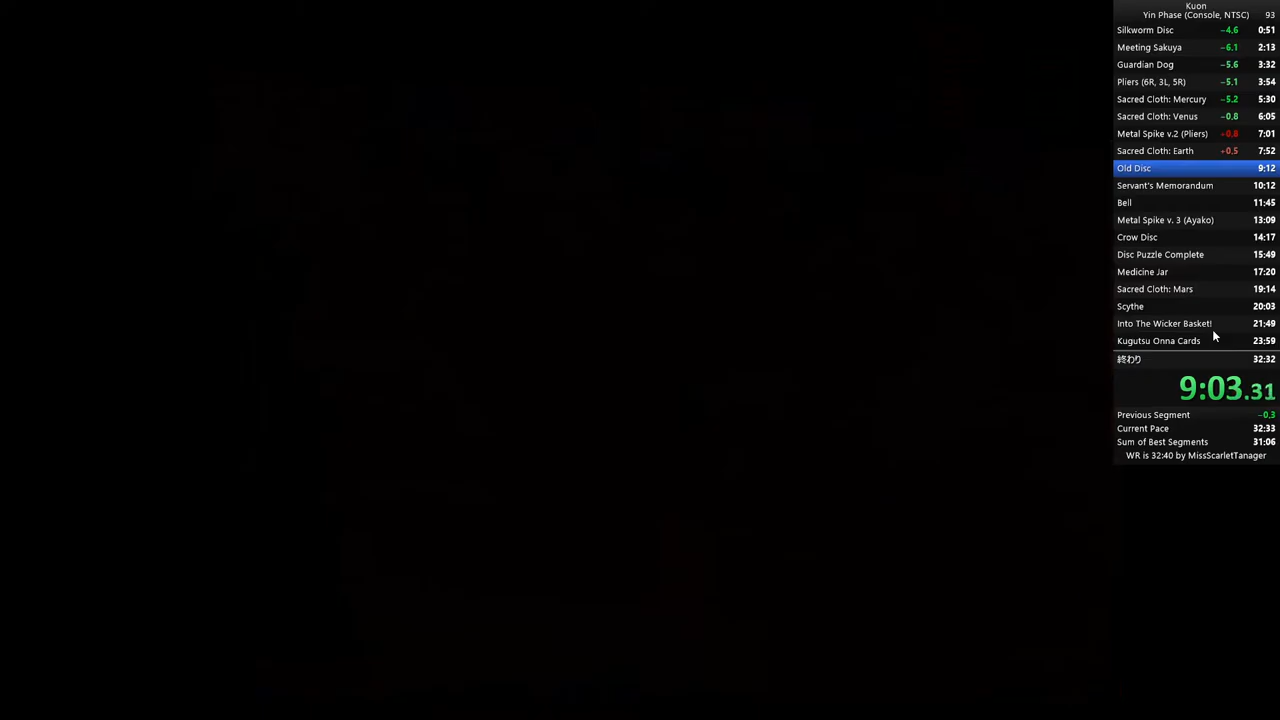 Kuon
Yin Phase (Console, NTSC) 93
Silkworm Disc −4.6 0:51
Meeting Sakuya −6.1 2:13
Guardian Dog −5.6 3:32
Pliers (6R, 3L, 5R) −5.1 3:54
Sacred Cloth: Mercury −5.2 5:30
Sacred Cloth: Venus −0.8 6:05
Metal Spike v.2 (Pliers) +0.8 7:01
Sacred Cloth: Earth +0.5 7:52
Old Disc 9:12
Servant's Memorandum 10:12
Bell 11:45
Metal Spike v. 3 (Ayako) 13:09
Crow Disc 14:17
Disc Puzzle Complete 15:49
Medicine Jar 17:20
Sacred Cloth: Mars 19:14
Scythe 20:03
Into The Wicker Basket! 21:49
Kugutsu Onna Cards 23:59
終わり 32:32
9:03.31
Previous Segment −0.3
Current Pace 32:33
Sum of Best Segments 31:06
WR is 32:40 by MissScarletTanager